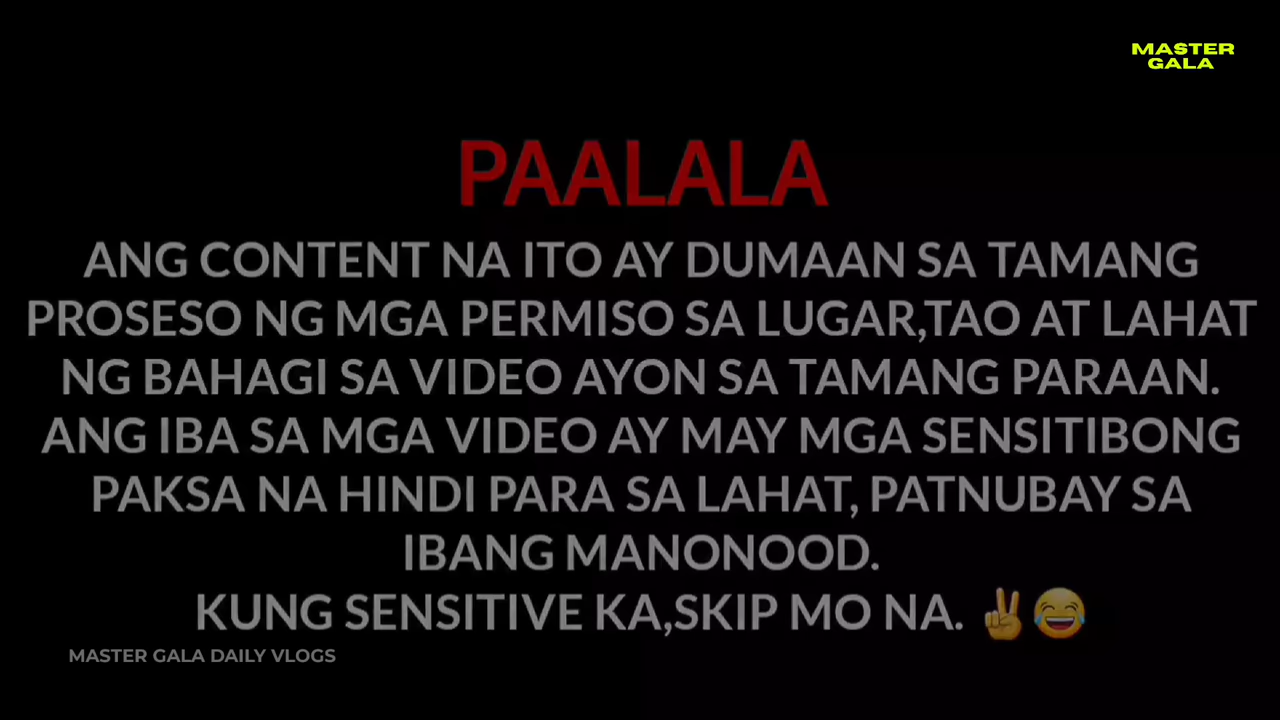 MASTER
GALA
PAALALA
ANG CONTENT NA ITO AY DUMAAN SA TAMANG
PROSESO NG MGA PERMISO SA LUGAR,TAO AT LAHAT
NG BAHAGI SA VIDEO AYON SA TAMANG PARAAN.
ANG IBA SA MGA VIDEO AY MAY MGA SENSITIBONG
PAKSA NA HINDI PARA SA LAHAT, PATNUBAY SA
IBANG MANONOOD.
KUNG SENSITIVE KA,SKIP MO NA. ✌️😂
MASTER GALA DAILY VLOGS